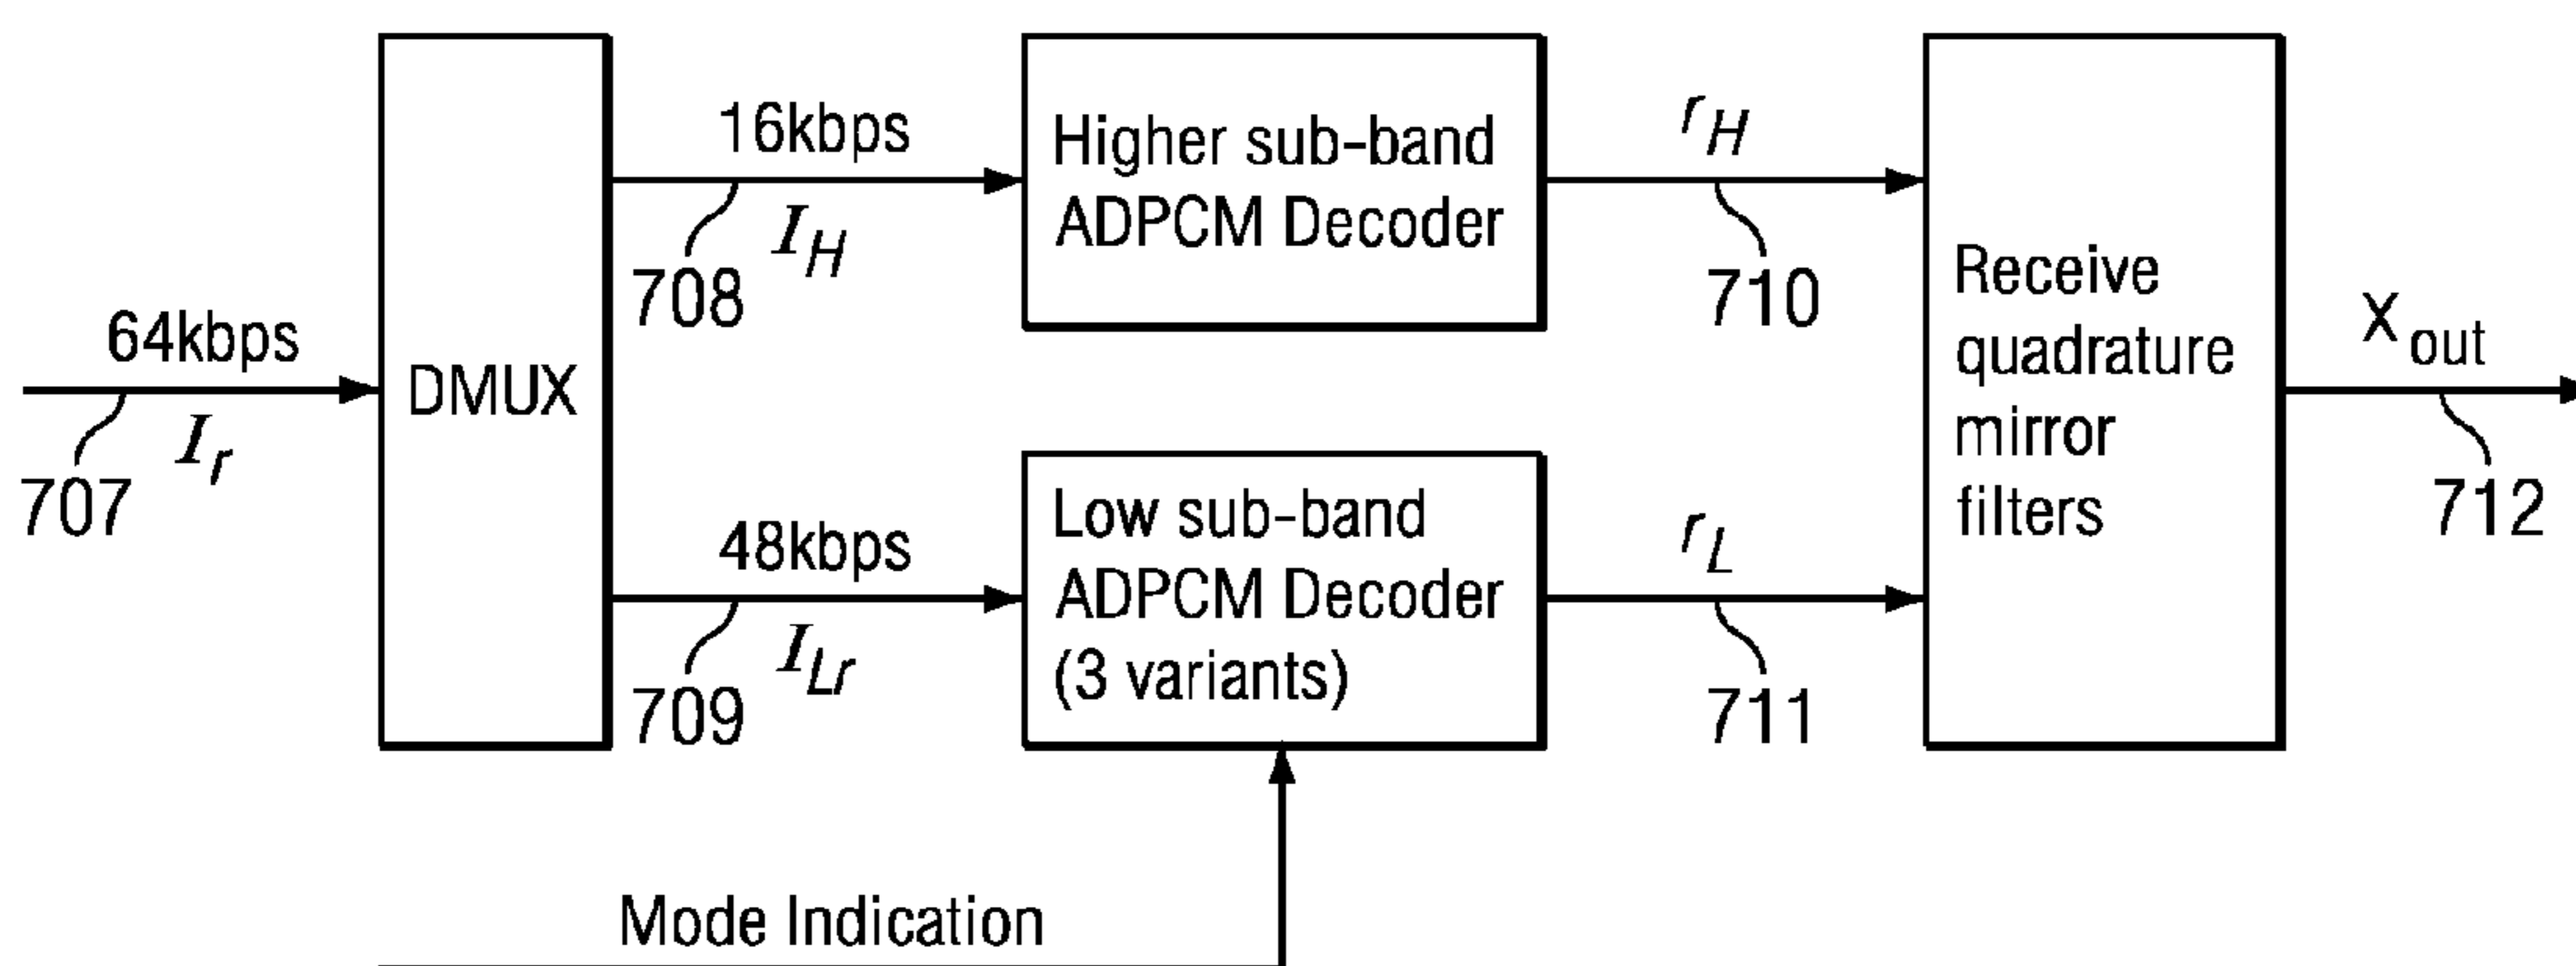 64kbps
I_r
707
DMUX
16kbps
I_H
708
Higher sub-band
ADPCM Decoder
r_H
710
48kbps
I_Lr
709
Low sub-band
ADPCM Decoder
(3 variants)
r_L
711
Receive
quadrature
mirror
filters
X_out
712
Mode Indication